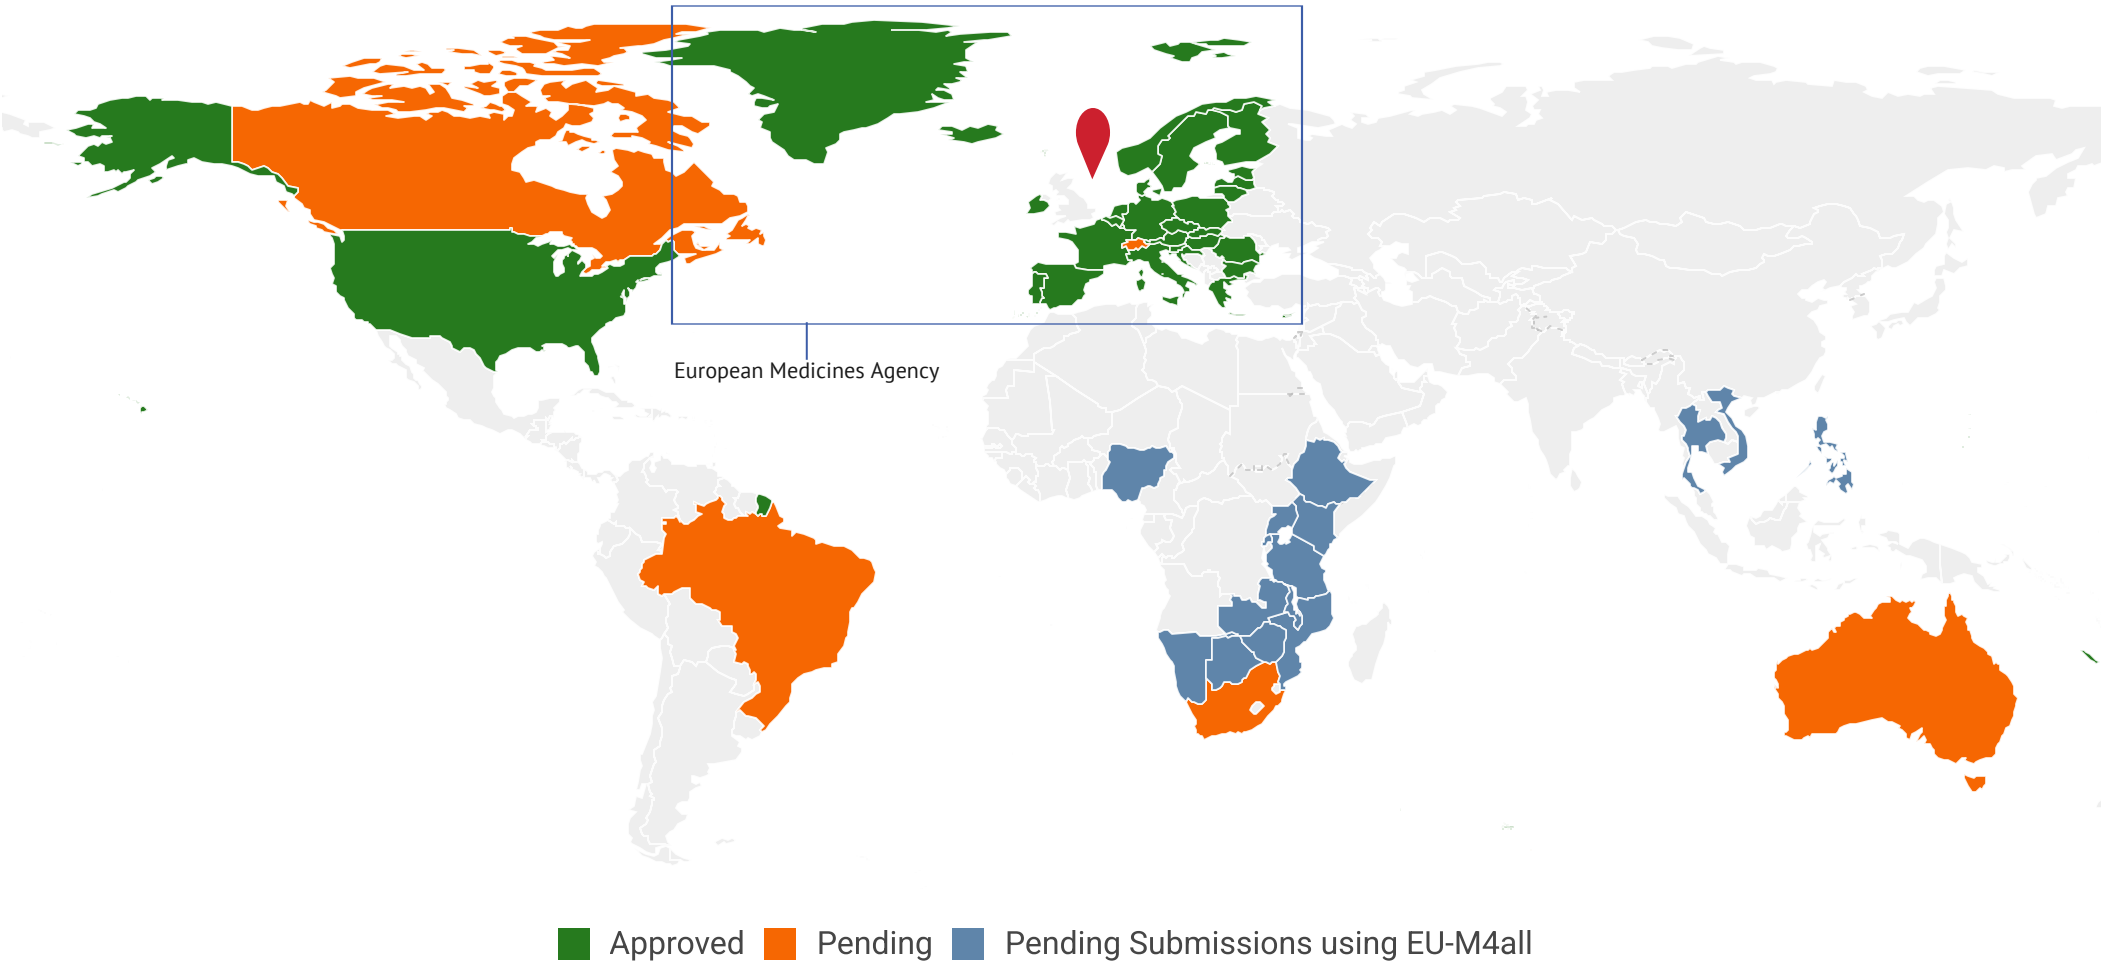 European Medicines Agency
Approved Pending Pending Submissions using EU-M4all